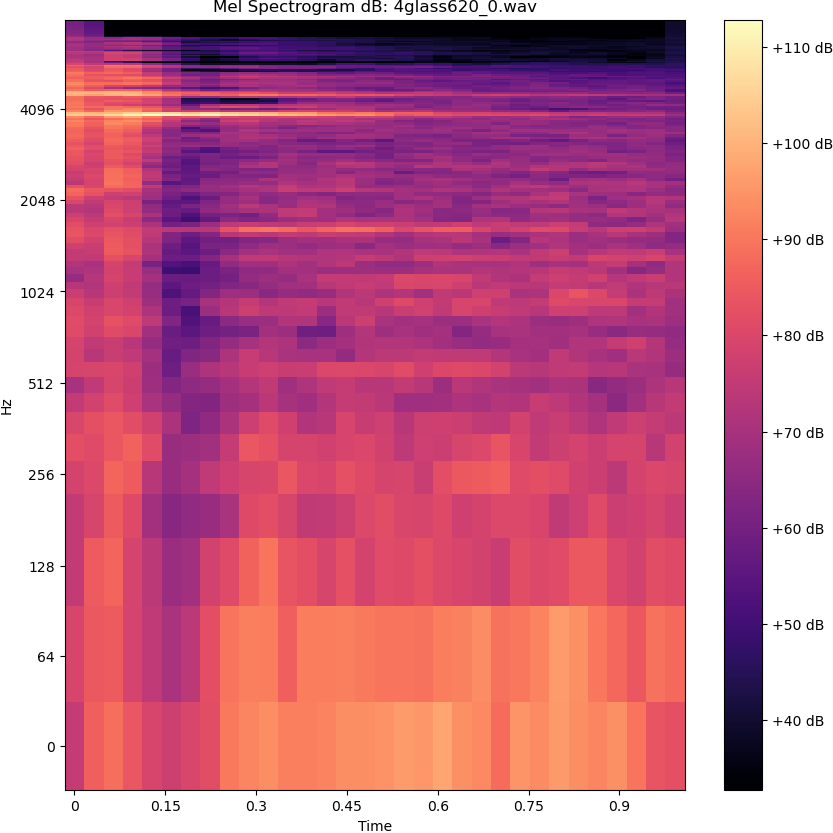 Mel Spectrogram dB: 4glass620_0.wav
+110 dB
4096
+100 dB
2048
+90 dB
1024
+80 dB
512
Hz
+70 dB
256
+60 dB
128
+50 dB
64
+40 dB
0
0 0.15 0.3 0.45 0.6 0.75 0.9
Time